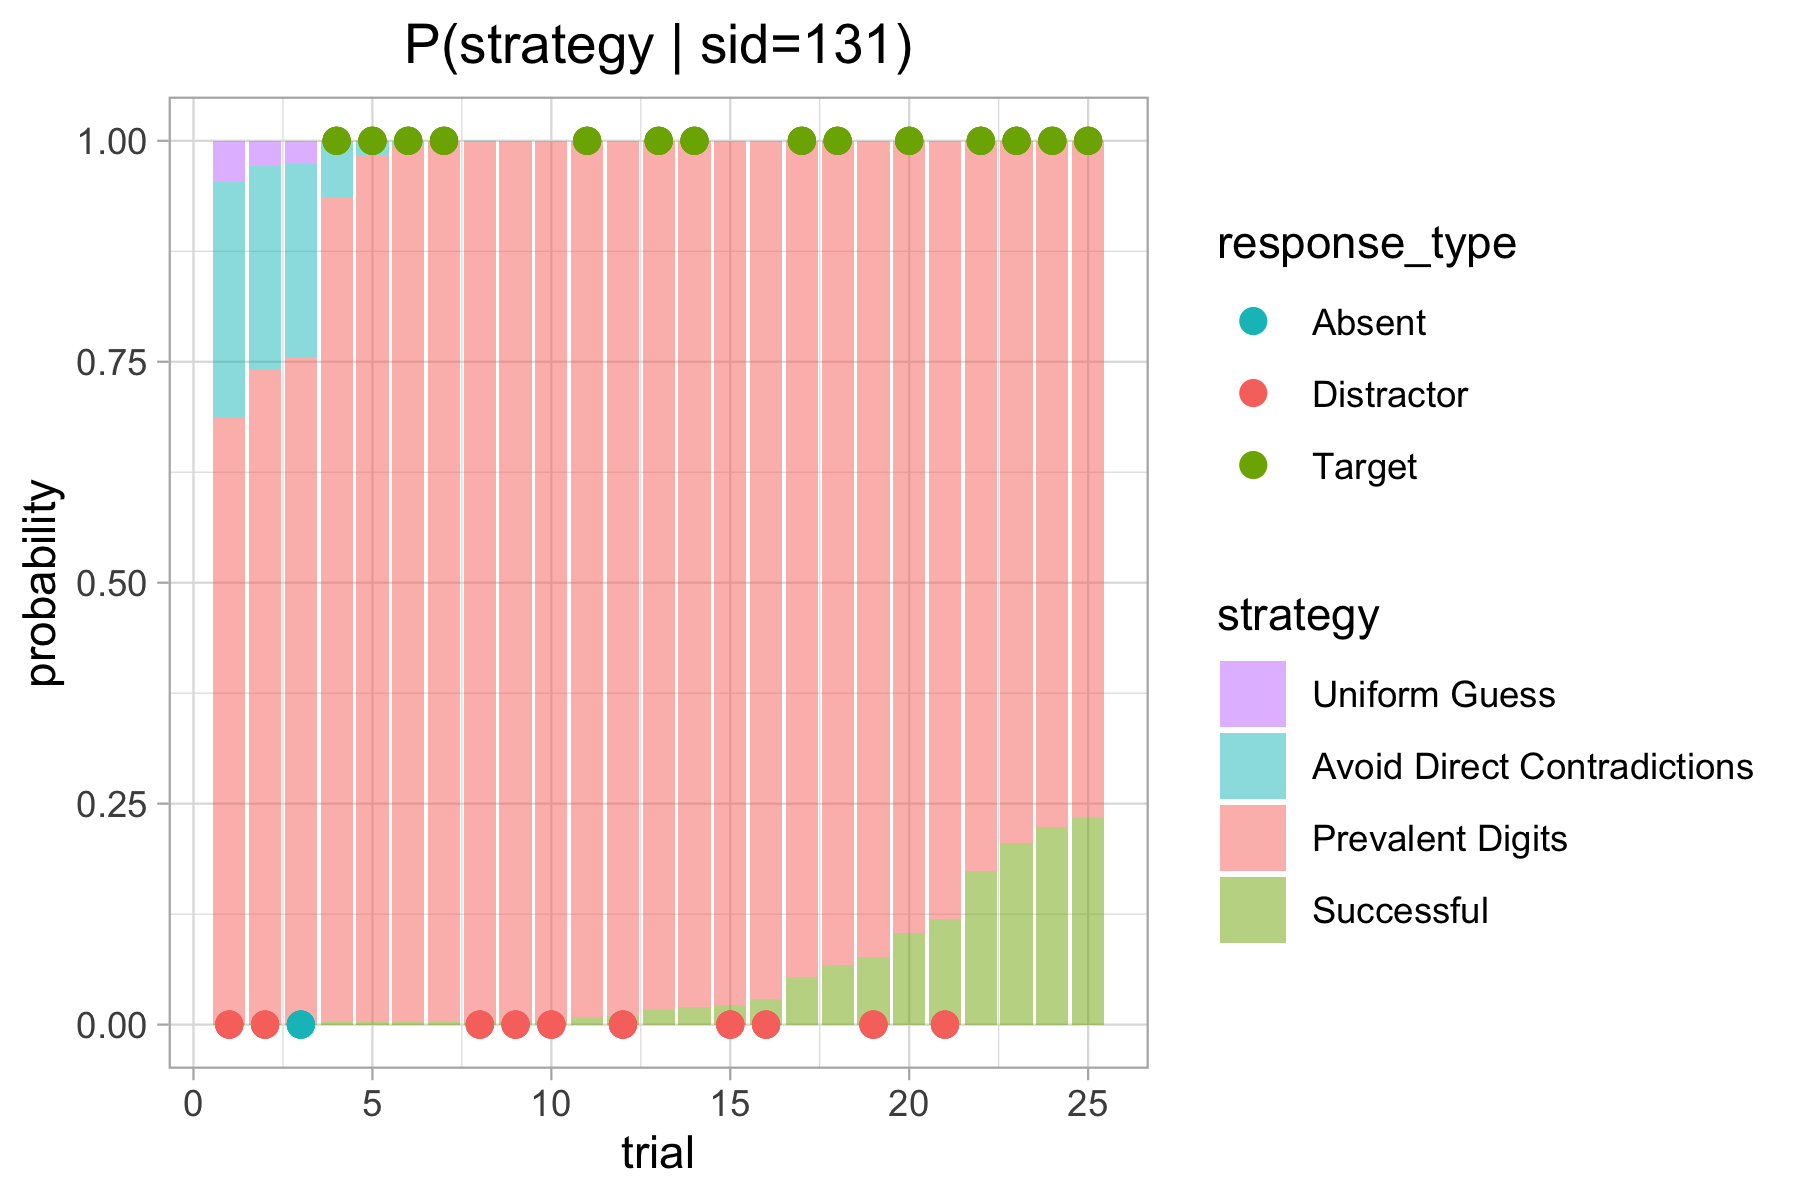 P(strategy | sid=131)
probability
1.00
0.75
0.50
0.25
0.00
0 5 10 15 20 25
trial
response_type
Absent
Distractor
Target
strategy
Uniform Guess
Avoid Direct Contradictions
Prevalent Digits
Successful